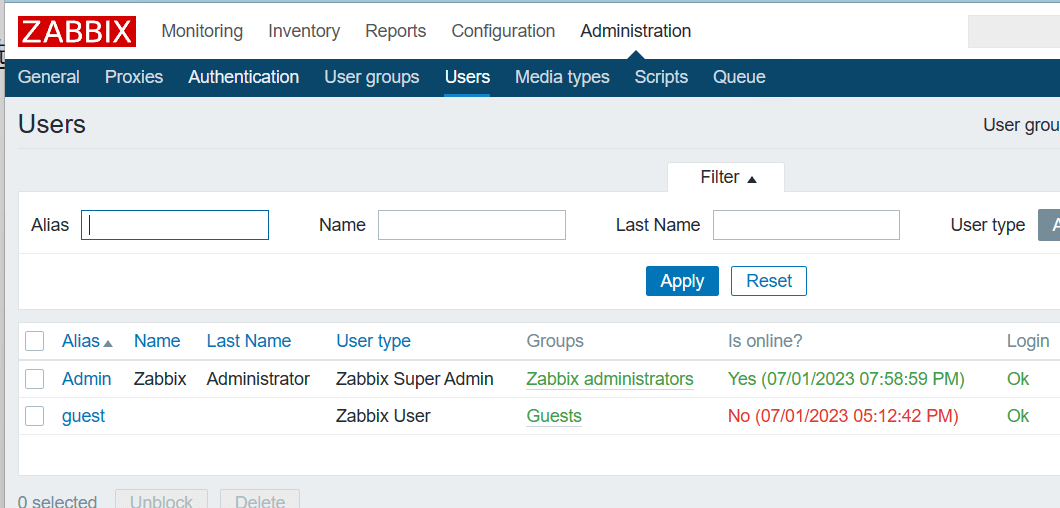 ZABBIX Monitoring Inventory Reports Configuration Administration
General Proxies Authentication User groups Users Media types Scripts Queue
Users User grou
Filter
Alias Name Last Name User type A
Apply Reset
Alias Name Last Name User type Groups Is online? Login
Admin Zabbix Administrator Zabbix Super Admin Zabbix administrators Yes (07/01/2023 07:58:59 PM) Ok
guest Zabbix User Guests No (07/01/2023 05:12:42 PM) Ok
0 selected Unblock Delete